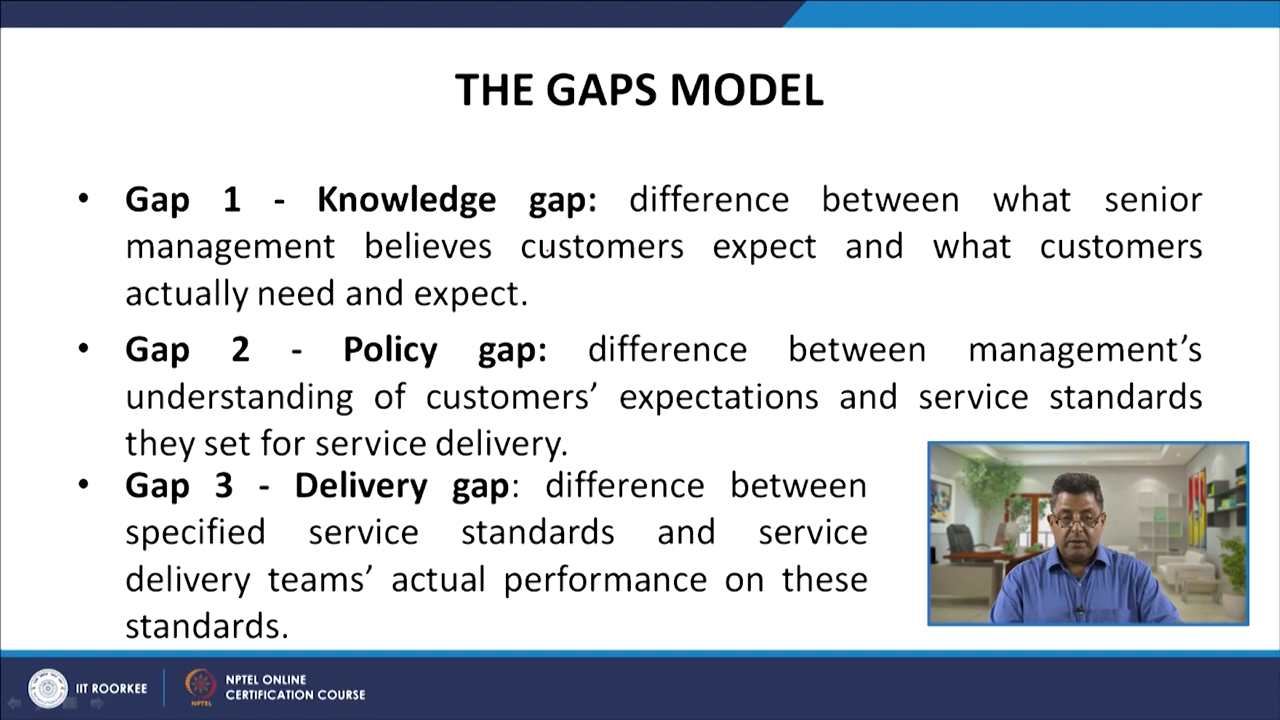 THE GAPS MODEL
• Gap 1 - Knowledge gap: difference between what senior
management believes customers expect and what customers
actually need and expect.
• Gap 2 - Policy gap: difference between management’s
understanding of customers’ expectations and service standards
they set for service delivery.
• Gap 3 - Delivery gap: difference between
specified service standards and service
delivery teams’ actual performance on these
standards.
IIT ROORKEE
NPTEL
NPTEL ONLINE
CERTIFICATION COURSE